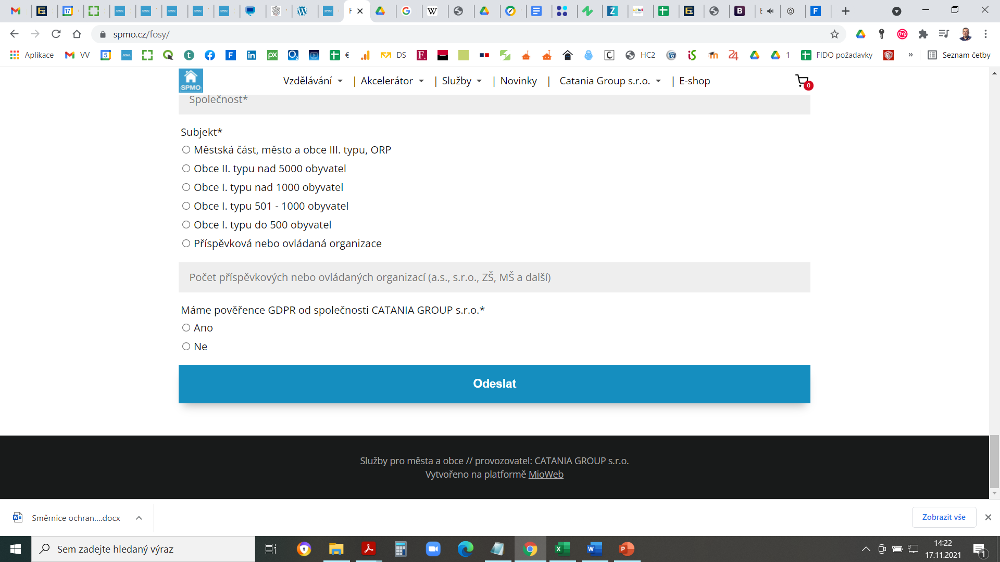 spmo.cz/fosy/
Aplikace
VV
DS
HC2
1
FIDO požadavky
»
Seznam četby
SPMO
Vzdělávání
| Akcelerátor
| Služby
| Novinky
| Catania Group s.r.o.
| E-shop
0
Společnost*
Subjekt*
Městská část, město a obce III. typu, ORP
Obce II. typu nad 5000 obyvatel
Obce I. typu nad 1000 obyvatel
Obce I. typu 501 - 1000 obyvatel
Obce I. typu do 500 obyvatel
Příspěvková nebo ovládaná organizace
Počet příspěvkových nebo ovládaných organizací (a.s., s.r.o., ZŠ, MŠ a další)
Máme pověřence GDPR od společnosti CATANIA GROUP s.r.o.*
Ano
Ne
Odeslat
Služby pro města a obce // provozovatel: CATANIA GROUP s.r.o.
Vytvořeno na platformě MioWeb
Směrnice ochran....docx
Zobrazit vše
Sem zadejte hledaný výraz
14:22
17.11.2021
1